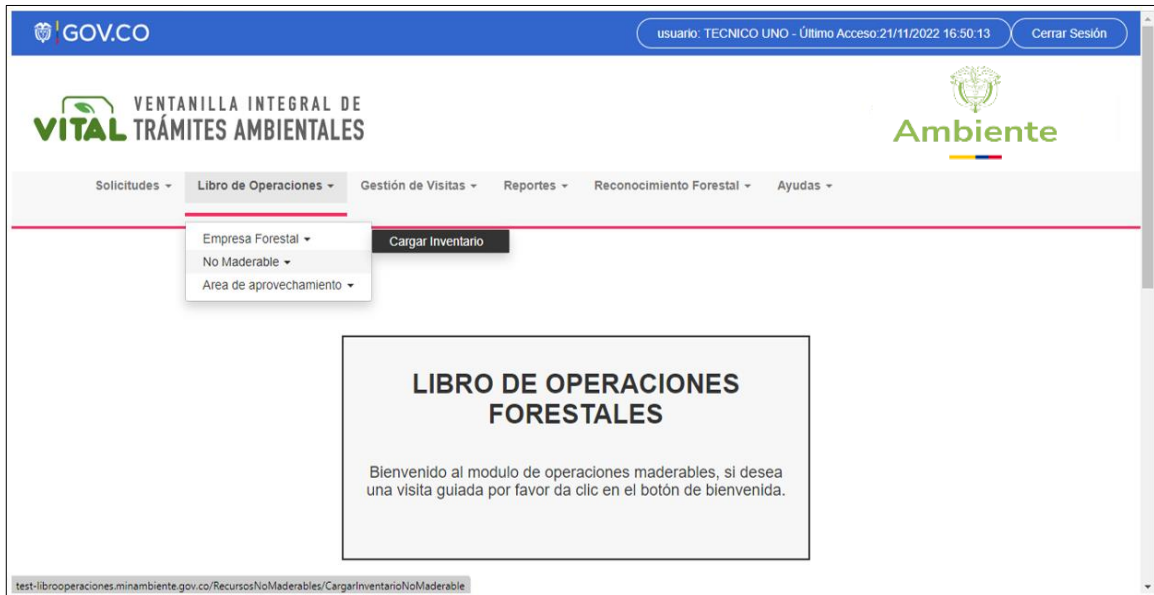 GOV.CO
usuario: TECNICO UNO - Último Acceso:21/11/2022 16:50:13
Cerrar Sesión
VENTANILLA INTEGRAL DE
VITAL TRÁMITES AMBIENTALES
Ambiente
Solicitudes
Libro de Operaciones
Gestión de Visitas
Reportes
Reconocimiento Forestal
Ayudas
Empresa Forestal
Cargar Inventario
No Maderable
Area de aprovechamiento
LIBRO DE OPERACIONES
FORESTALES
Bienvenido al modulo de operaciones maderables, si desea
una visita guiada por favor da clic en el botón de bienvenida.
test-librooperaciones.minambiente.gov.co/RecursosNoMaderables/CargarInventarioNoMaderable